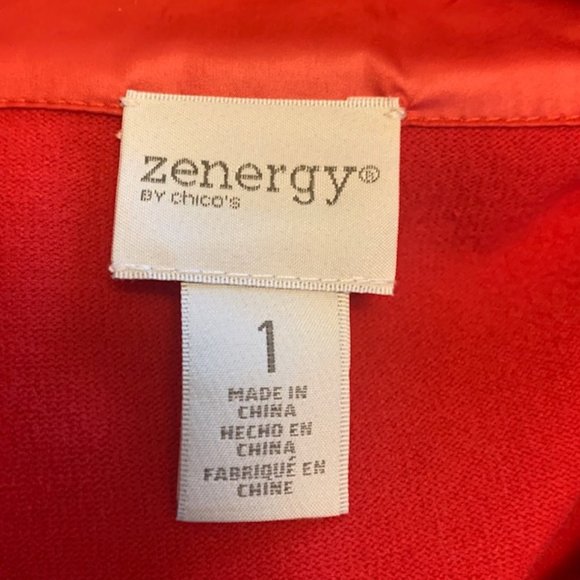 zenergy®
BY chico's
1
MADE IN
CHINA
HECHO EN
CHINA
FABRIQUÉ EN
CHINE